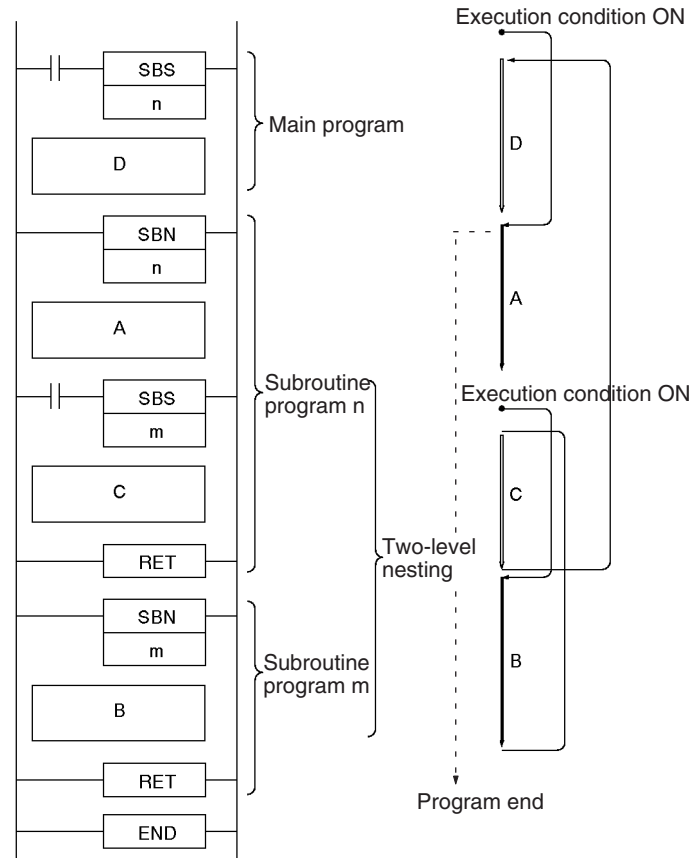 SBS
n
D
Main program
SBN
n
A
SBS
m
Subroutine
program n
C
RET
Two-level
nesting
SBN
m
Subroutine
program m
B
RET
END
Execution condition ON
D
A
Execution condition ON
C
B
Program end